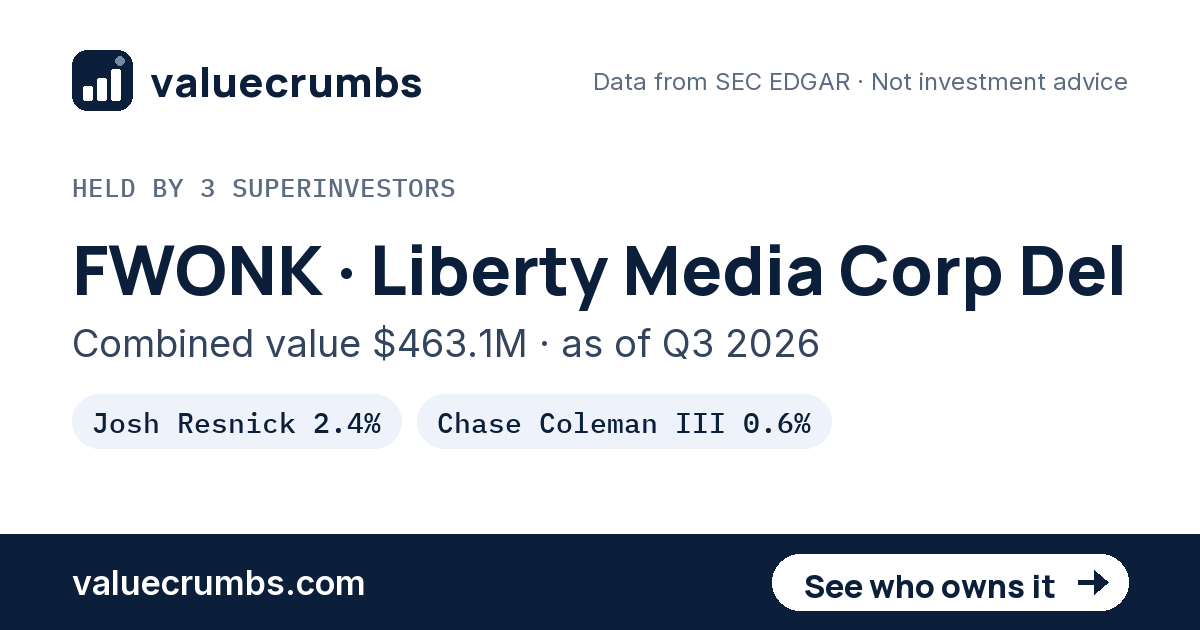 valuecrumbs
Data from SEC EDGAR · Not investment advice
HELD BY 3 SUPERINVESTORS
FWONK · Liberty Media Corp Del
Combined value $463.1M · as of Q3 2026
Josh Resnick 2.4%
Chase Coleman III 0.6%
valuecrumbs.com
See who owns it →